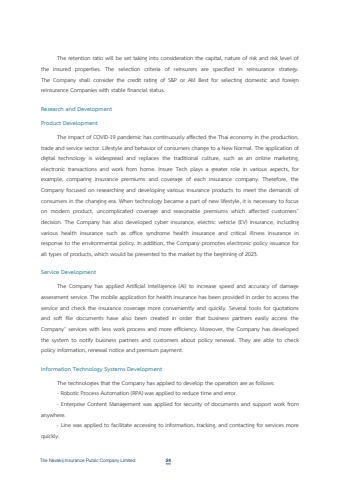 The retention ratio will be set taking into consideration the capital, nature of risk and risk level of
the insured properties. The selection criteria of reinsurers are specified in reinsurance strategy.
The Company shall consider the credit rating of S&P or AM Best for selecting domestic and foreign
reinsurance Companies with stable financial status.
Research and Development
Product Development
The impact of COVID-19 pandemic has continuously affected the Thai economy in the production,
trade and service sector. Lifestyle and behavior of consumers change to a New Normal. The application of
digital technology is widespread and replaces the traditional culture, such as an online marketing,
electronic transactions and work from home. Insure Tech plays a greater role in various aspects, for
example, comparing insurance premiums and coverage of each insurance company. Therefore, the
Company focused on researching and developing various insurance products to meet the demands of
consumers in the changing era. When technology became a part of new lifestyle, it is necessary to focus
on modern product, uncomplicated coverage and reasonable premiums which affected customers'
decision. The Company has also developed cyber insurance, electric vehicle (EV) insurance, including
various health insurance such as office syndrome health insurance and critical illness insurance in
response to the environmental policy. In addition, the Company promotes electronic policy issuance for
all types of products, which would be presented to the market by the beginning of 2023.
Service Development
The Company has applied Artificial Intelligence (AI) to increase speed and accuracy of damage
assessment service. The mobile application for health insurance has been provided in order to access the
service and check the insurance coverage more conveniently and quickly. Several tools for quotations
and soft file documents have also been created in order that business partners easily access the
Company' services with less work process and more efficiency. Moreover, the Company has developed
the system to notify business partners and customers about policy renewal. They are able to check
policy information, renewal notice and premium payment.
Information Technology Systems Development
The technologies that the Company has applied to develop the operation are as follows:
- Robotic Process Automation (RPA) was applied to reduce time and error.
- Enterprise Content Management was applied for security of documents and support work from
anywhere.
- Line was applied to facilitate accessing to information, tracking, and contacting for services more
quickly.
The Navakij Insurance Public Company Limited 24